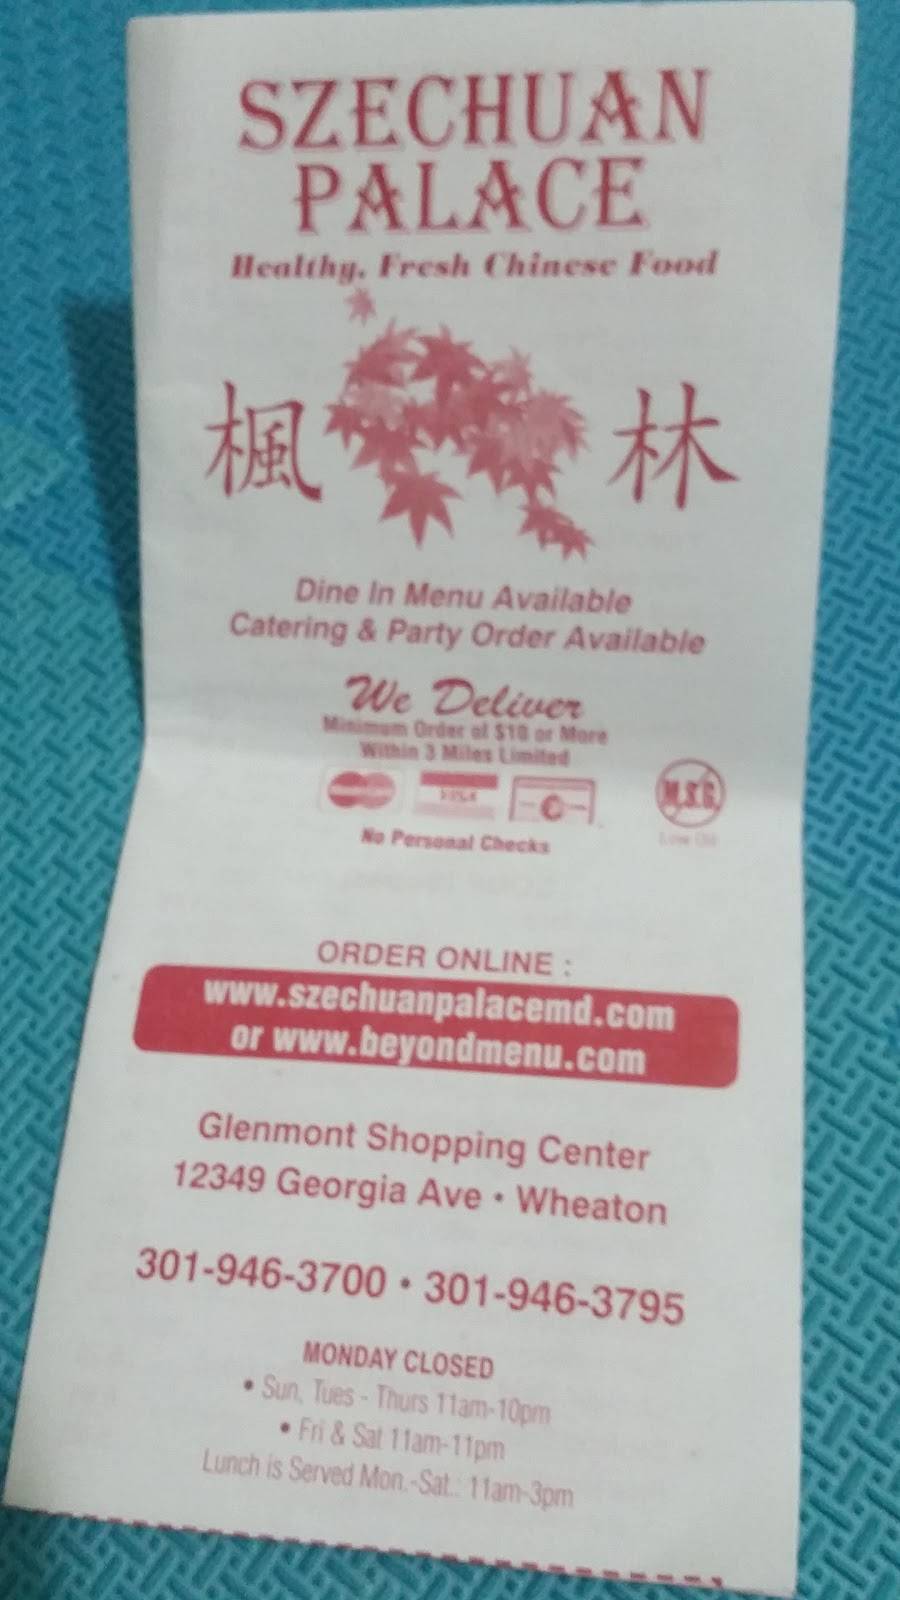 SZECHUAN
PALACE
Healthy, Fresh Chinese Food
楓 林
Dine In Menu Available
Catering & Party Order Available
We Deliver
Minimum Order of $10 or More
Within 3 Miles Limited
VISA
M.S.G.
Low Oil
No Personal Checks
ORDER ONLINE :
www.szechuanpalacemd.com
or www.beyondmenu.com
Glenmont Shopping Center
12349 Georgia Ave • Wheaton
301-946-3700 • 301-946-3795
MONDAY CLOSED
• Sun, Tues - Thurs 11am-10pm
• Fri & Sat 11am-11pm
Lunch is Served Mon.-Sat.: 11am-3pm